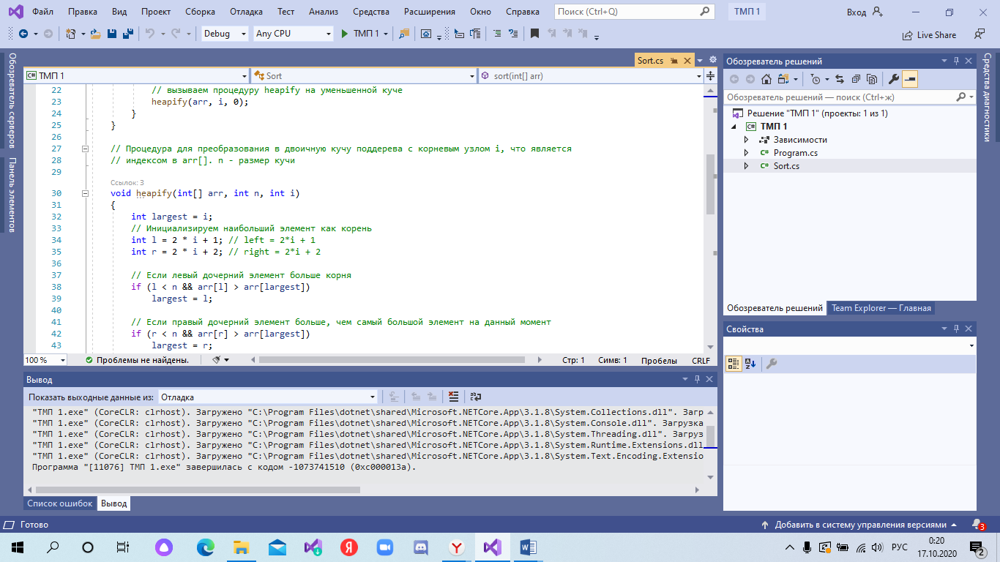 Файл Правка Вид Проект Сборка Отладка Тест Анализ Средства Расширения Окно Справка Поиск (Ctrl+Q) ТМП 1 Вход
Debug Any CPU ТМП 1 Live Share
Обозреватель серверов
Панель элементов
Sort.cs
ТМП 1 Sort sort(int[] arr)
22 // вызываем процедуру heapify на уменьшенной куче
23 heapify(arr, i, 0);
24 }
25 }
26
27 // Процедура для преобразования в двоичную кучу поддерева с корневым узлом i, что является
28 // индексом в arr[]. n - размер кучи
29
Ссылок: 3
30 void heapify(int[] arr, int n, int i)
31 {
32 int largest = i;
33 // Инициализируем наибольший элемент как корень
34 int l = 2 * i + 1; // left = 2*i + 1
35 int r = 2 * i + 2; // right = 2*i + 2
36
37 // Если левый дочерний элемент больше корня
38 if (l < n && arr[l] > arr[largest])
39 largest = l;
40
41 // Если правый дочерний элемент больше, чем самый большой элемент на данный момент
42 if (r < n && arr[r] > arr[largest])
43 largest = r;
100 % Проблемы не найдены. Стр: 1 Симв: 1 Пробелы CRLF
Вывод
Показать выходные данные из: Отладка
"ТМП 1.exe" (CoreCLR: clrhost). Загружено "C:\Program Files\dotnet\shared\Microsoft.NETCore.App\3.1.8\System.Collections.dll". Загр
"ТМП 1.exe" (CoreCLR: clrhost). Загружено "C:\Program Files\dotnet\shared\Microsoft.NETCore.App\3.1.8\System.Console.dll". Загрузка
"ТМП 1.exe" (CoreCLR: clrhost). Загружено "C:\Program Files\dotnet\shared\Microsoft.NETCore.App\3.1.8\System.Threading.dll". Загруз
"ТМП 1.exe" (CoreCLR: clrhost). Загружено "C:\Program Files\dotnet\shared\Microsoft.NETCore.App\3.1.8\System.Runtime.Extensions.dll
"ТМП 1.exe" (CoreCLR: clrhost). Загружено "C:\Program Files\dotnet\shared\Microsoft.NETCore.App\3.1.8\System.Text.Encoding.Extensio
Программа "[11076] ТМП 1.exe" завершилась с кодом -1073741510 (0xc000013a).
Список ошибок Вывод
Обозреватель решений
Обозреватель решений — поиск (Ctrl+ж)
Решение "ТМП 1" (проекты: 1 из 1)
C# ТМП 1
Зависимости
C# Program.cs
C# Sort.cs
Обозреватель решений Team Explorer — Главная
Свойства
Средства диагностики
Готово Добавить в систему управления версиями 3
РУС 0:20
17.10.2020 2